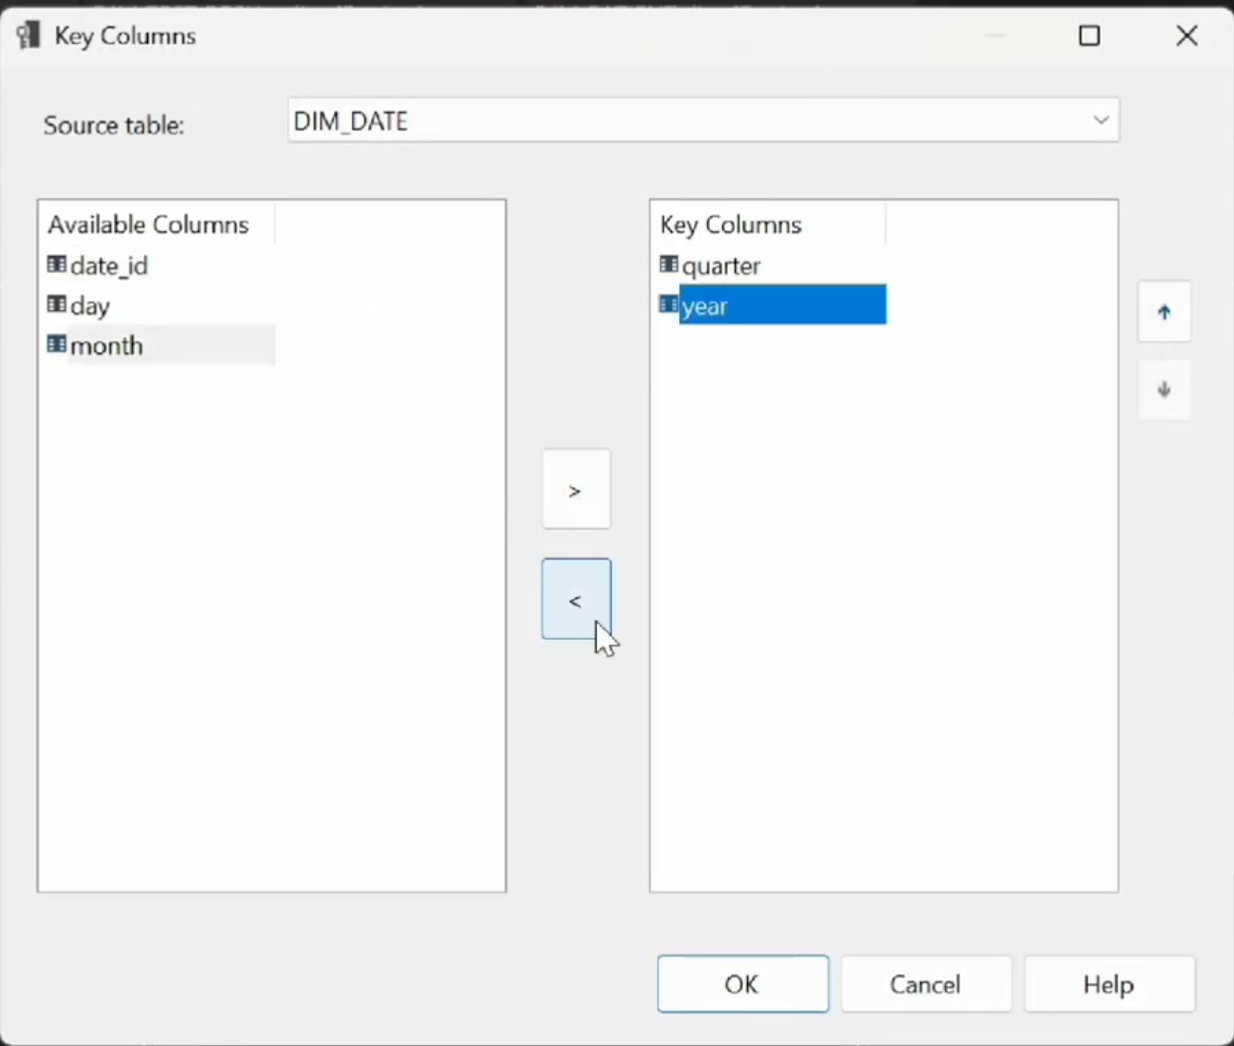 Key Columns
Source table:
DIM_DATE
Available Columns
date_id
day
month
Key Columns
quarter
year
>
<
OK
Cancel
Help